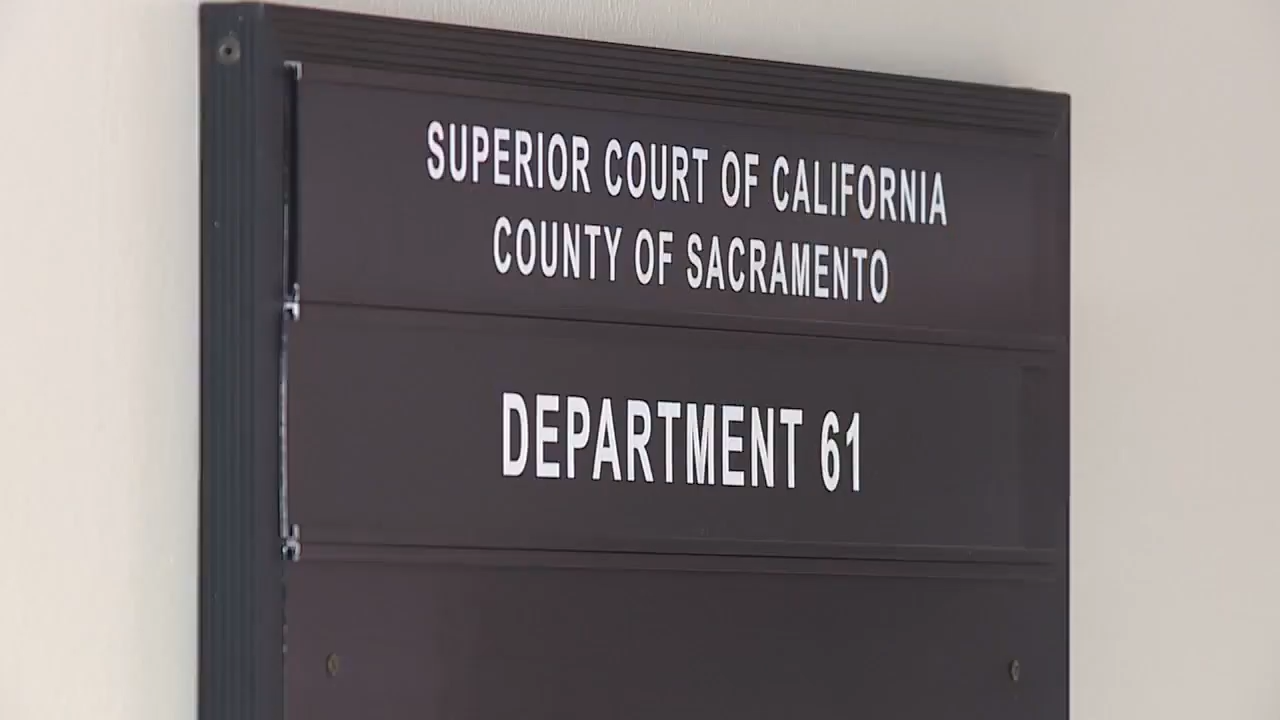 SUPERIOR COURT OF CALIFORNIA
COUNTY OF SACRAMENTO
DEPARTMENT 61